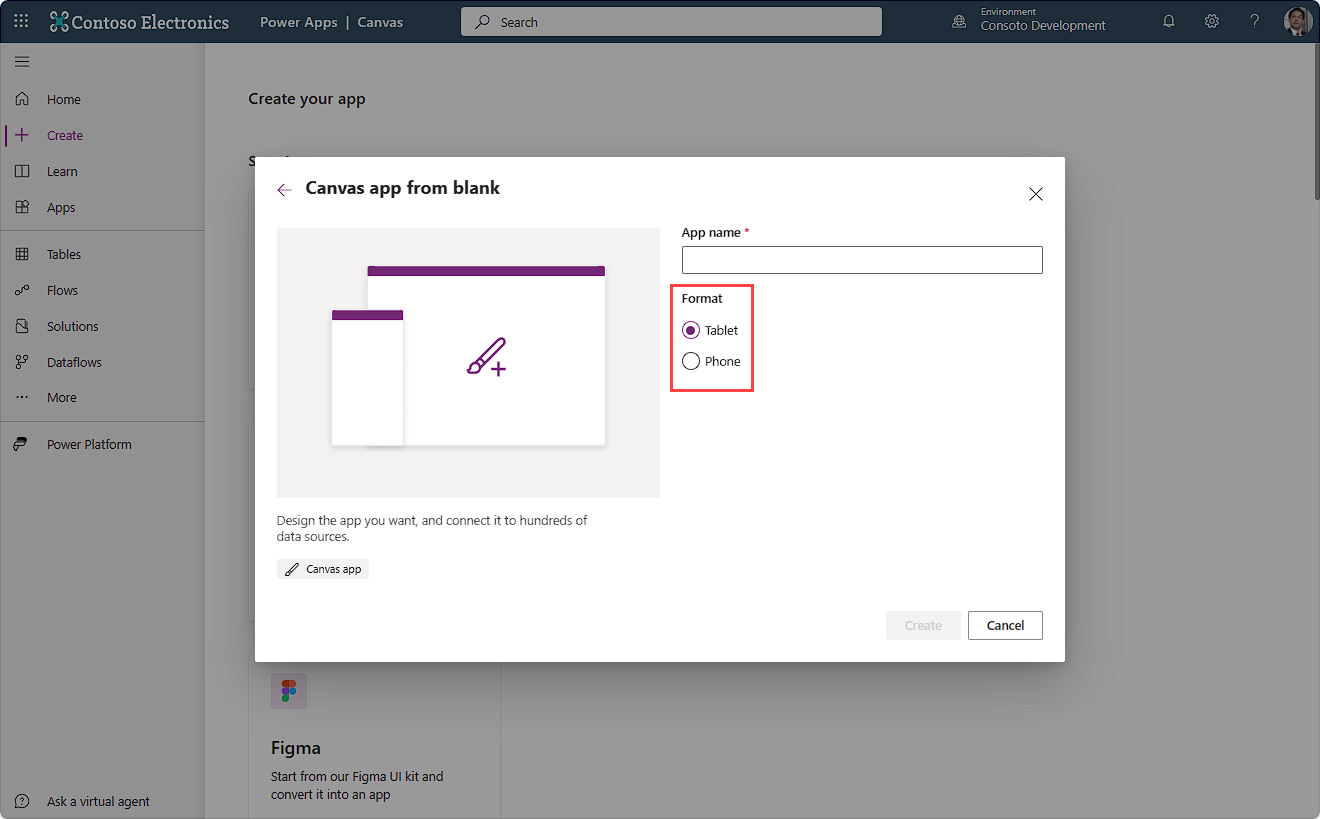 Contoso Electronics
Power Apps | Canvas
Search
Environment
Consoto Development
Home
Create
Learn
Apps
Tables
Flows
Solutions
Dataflows
More
Power Platform
Ask a virtual agent
Create your app
Canvas app from blank
App name *
Format
Tablet
Phone
Design the app you want, and connect it to hundreds of
data sources.
Canvas app
Create
Cancel
Figma
Start from our Figma UI kit and
convert it into an app